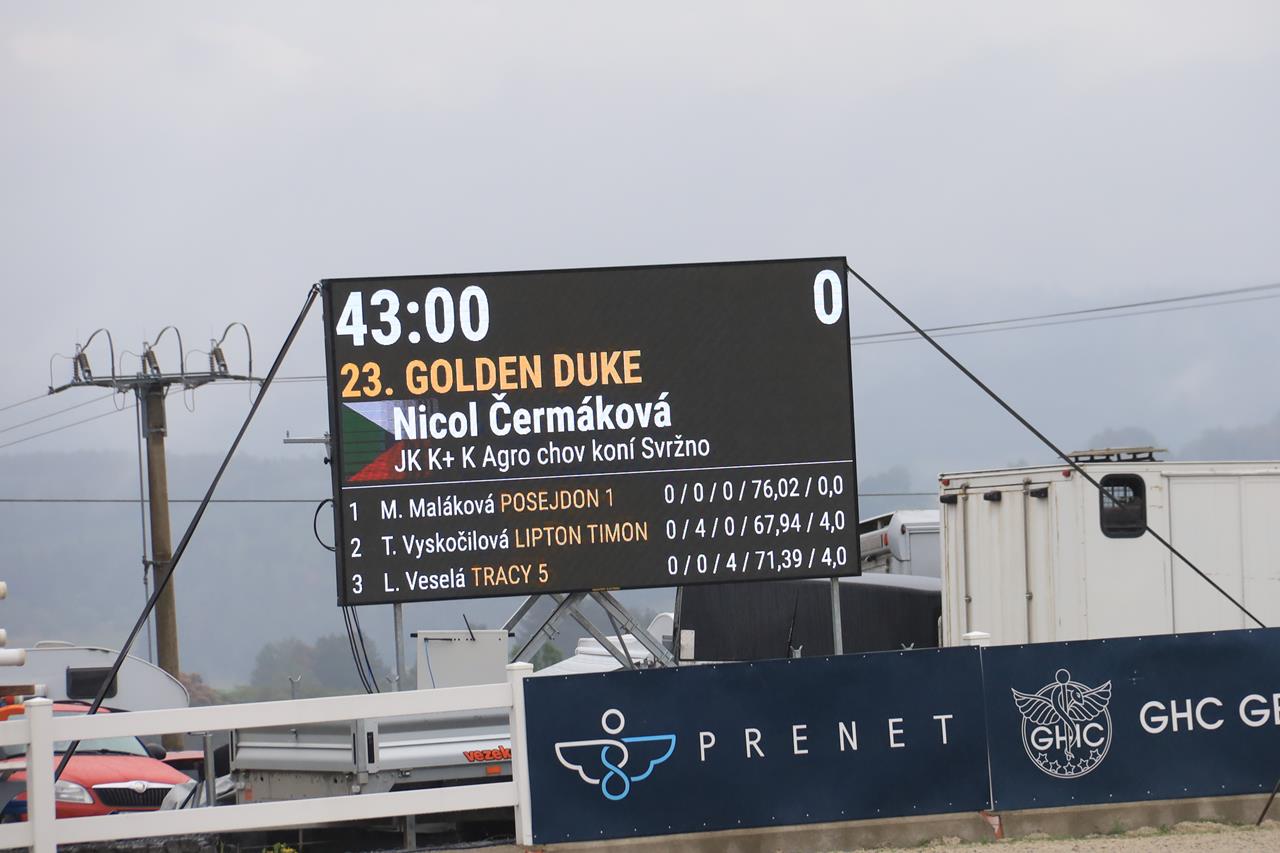 43:00 0
23. GOLDEN DUKE
Nicol Čermáková
JK K+ K Agro chov koní Svržno
1 M. Maláková POSEJDON 1 0 / 0 / 0 / 76,02 / 0,0
2 T. Vyskočilová LIPTON TIMON 0 / 4 / 0 / 67,94 / 4,0
3 L. Veselá TRACY 5 0 / 0 / 4 / 71,39 / 4,0
vezek
PRENET
GHC
GHC GE